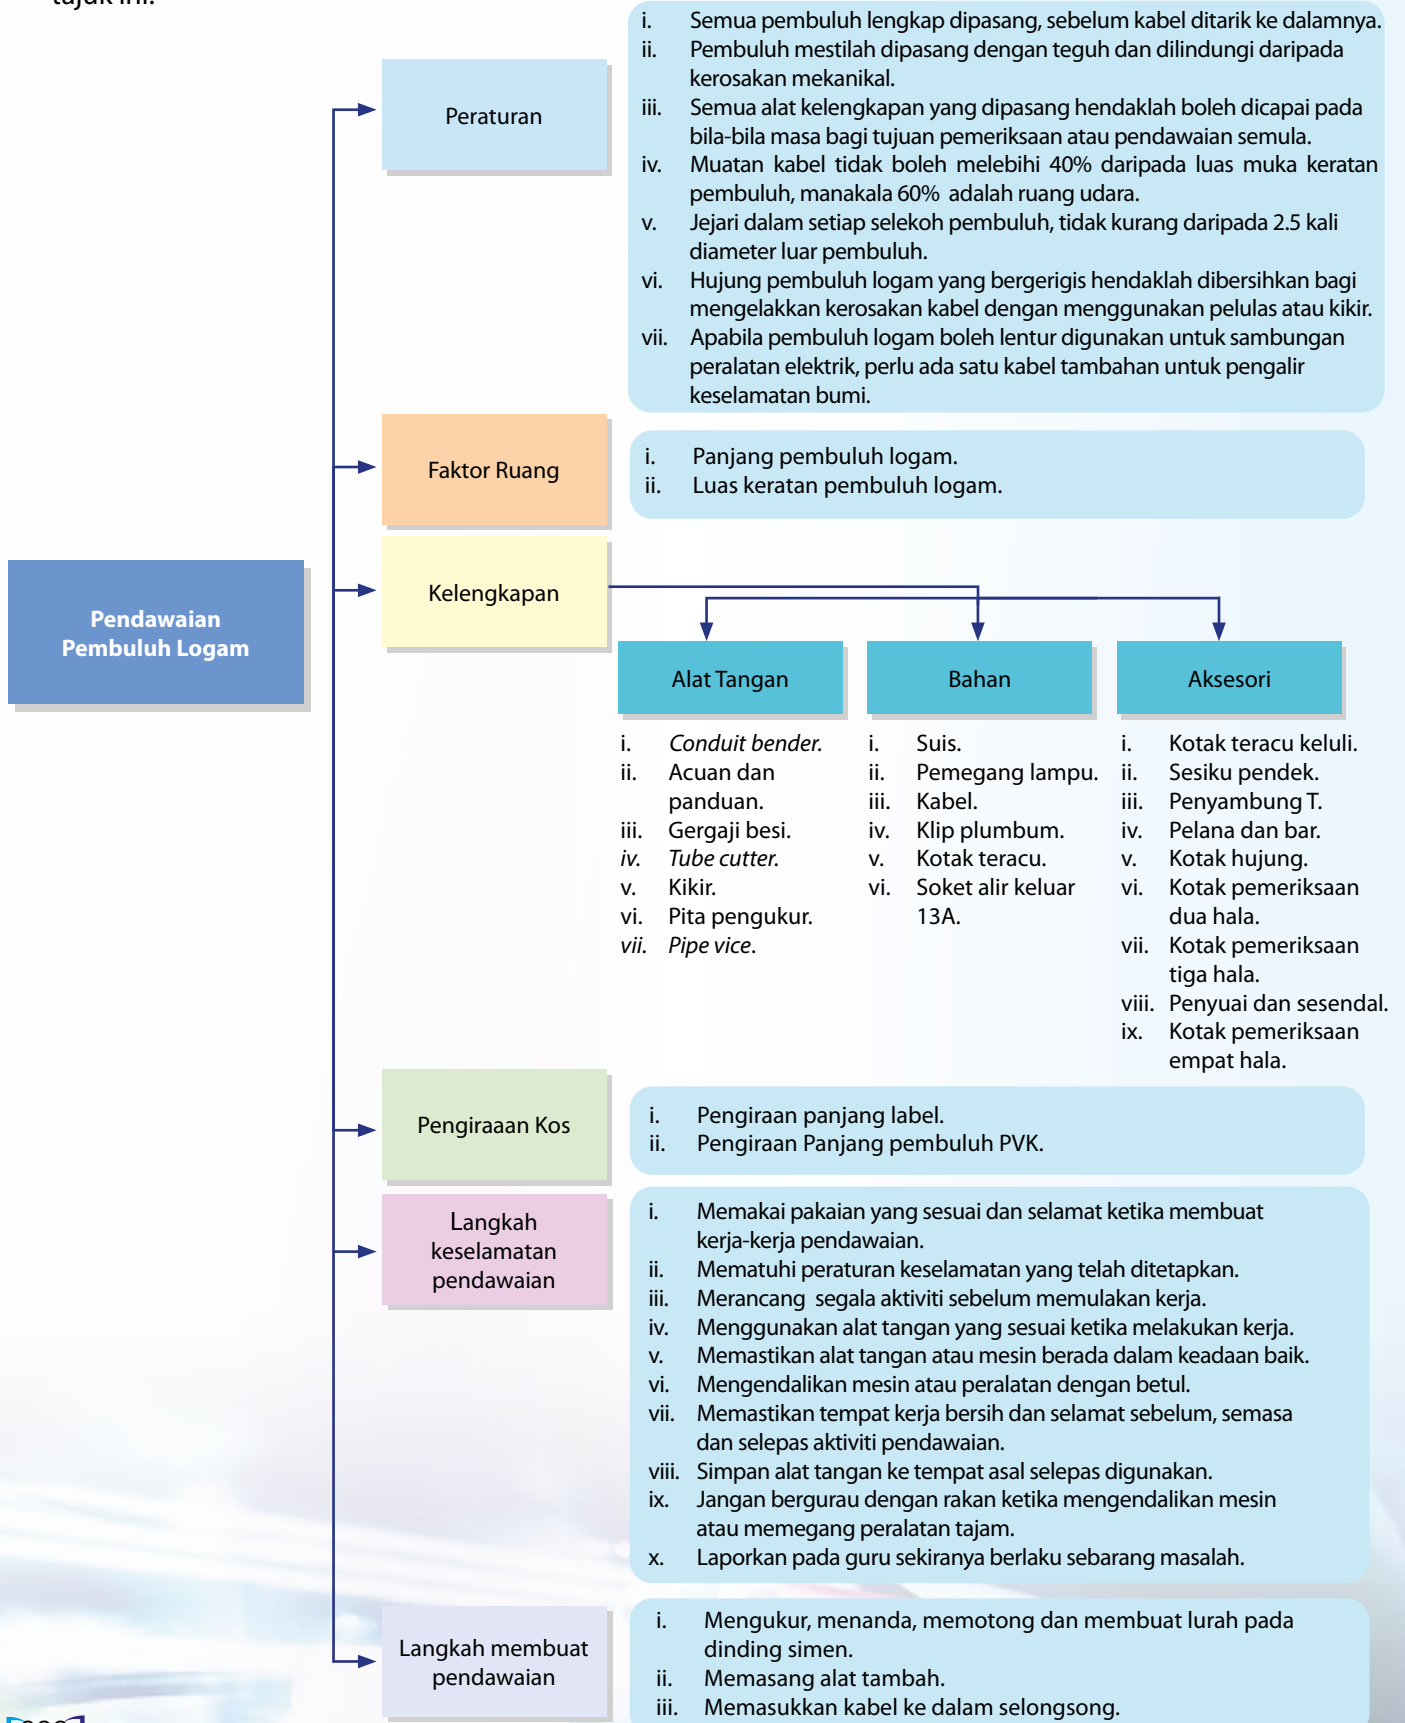 tajuk ini.
Pendawaian
Pembuluh Logam
Peraturan
i. Semua pembuluh lengkap dipasang, sebelum kabel ditarik ke dalamnya.
ii. Pembuluh mestilah dipasang dengan teguh dan dilindungi daripada
kerosakan mekanikal.
iii. Semua alat kelengkapan yang dipasang hendaklah boleh dicapai pada
bila-bila masa bagi tujuan pemeriksaan atau pendawaian semula.
iv. Muatan kabel tidak boleh melebihi 40% daripada luas muka keratan
pembuluh, manakala 60% adalah ruang udara.
v. Jejari dalam setiap selekoh pembuluh, tidak kurang daripada 2.5 kali
diameter luar pembuluh.
vi. Hujung pembuluh logam yang bergerigis hendaklah dibersihkan bagi
mengelakkan kerosakan kabel dengan menggunakan pelulas atau kikir.
vii. Apabila pembuluh logam boleh lentur digunakan untuk sambungan
peralatan elektrik, perlu ada satu kabel tambahan untuk pengalir
keselamatan bumi.
Faktor Ruang
i. Panjang pembuluh logam.
ii. Luas keratan pembuluh logam.
Kelengkapan
Alat Tangan
i. Conduit bender.
ii. Acuan dan
panduan.
iii. Gergaji besi.
iv. Tube cutter.
v. Kikir.
vi. Pita pengukur.
vii. Pipe vice.
Bahan
i. Suis.
ii. Pemegang lampu.
iii. Kabel.
iv. Klip plumbum.
v. Kotak teracu.
vi. Soket alir keluar
13A.
Aksesori
i. Kotak teracu keluli.
ii. Sesiku pendek.
iii. Penyambung T.
iv. Pelana dan bar.
v. Kotak hujung.
vi. Kotak pemeriksaan
dua hala.
vii. Kotak pemeriksaan
tiga hala.
viii. Penyuai dan sesendal.
ix. Kotak pemeriksaan
empat hala.
Pengiraaan Kos
i. Pengiraan panjang label.
ii. Pengiraan Panjang pembuluh PVK.
Langkah
keselamatan
pendawaian
i. Memakai pakaian yang sesuai dan selamat ketika membuat
kerja-kerja pendawaian.
ii. Mematuhi peraturan keselamatan yang telah ditetapkan.
iii. Merancang segala aktiviti sebelum memulakan kerja.
iv. Menggunakan alat tangan yang sesuai ketika melakukan kerja.
v. Memastikan alat tangan atau mesin berada dalam keadaan baik.
vi. Mengendalikan mesin atau peralatan dengan betul.
vii. Memastikan tempat kerja bersih dan selamat sebelum, semasa
dan selepas aktiviti pendawaian.
viii. Simpan alat tangan ke tempat asal selepas digunakan.
ix. Jangan bergurau dengan rakan ketika mengendalikan mesin
atau memegang peralatan tajam.
x. Laporkan pada guru sekiranya berlaku sebarang masalah.
Langkah membuat
pendawaian
i. Mengukur, menanda, memotong dan membuat lurah pada
dinding simen.
ii. Memasang alat tambah.
iii. Memasukkan kabel ke dalam selongsong.